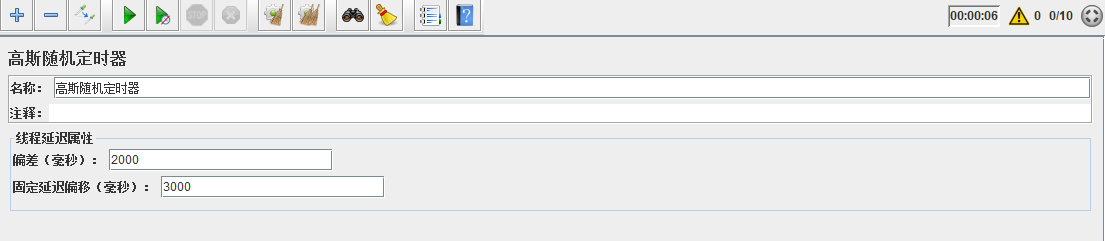 STOP
00:00:06 0 0/10
高斯随机定时器
名称： 高斯随机定时器
注释：
线程延迟属性
偏差（毫秒）： 2000
固定延迟偏移（毫秒）： 3000